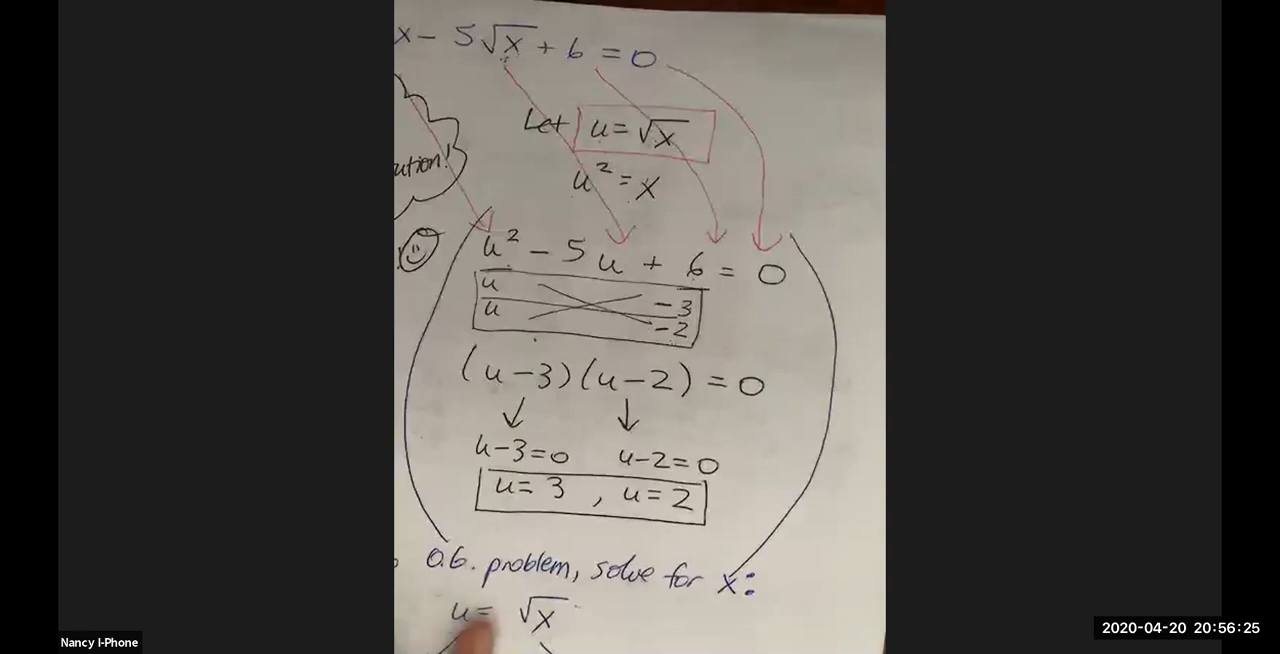 x - 5√x + 6 = 0
Let u = √x
u² = x
ution!
u² - 5u + 6 = 0
u -3
u -2
(u-3)(u-2) = 0
u-3=0 u-2=0
u= 3 , u= 2
O.G. problem, solve for x:
u= √x
Nancy I-Phone
2020-04-20 20:56:25